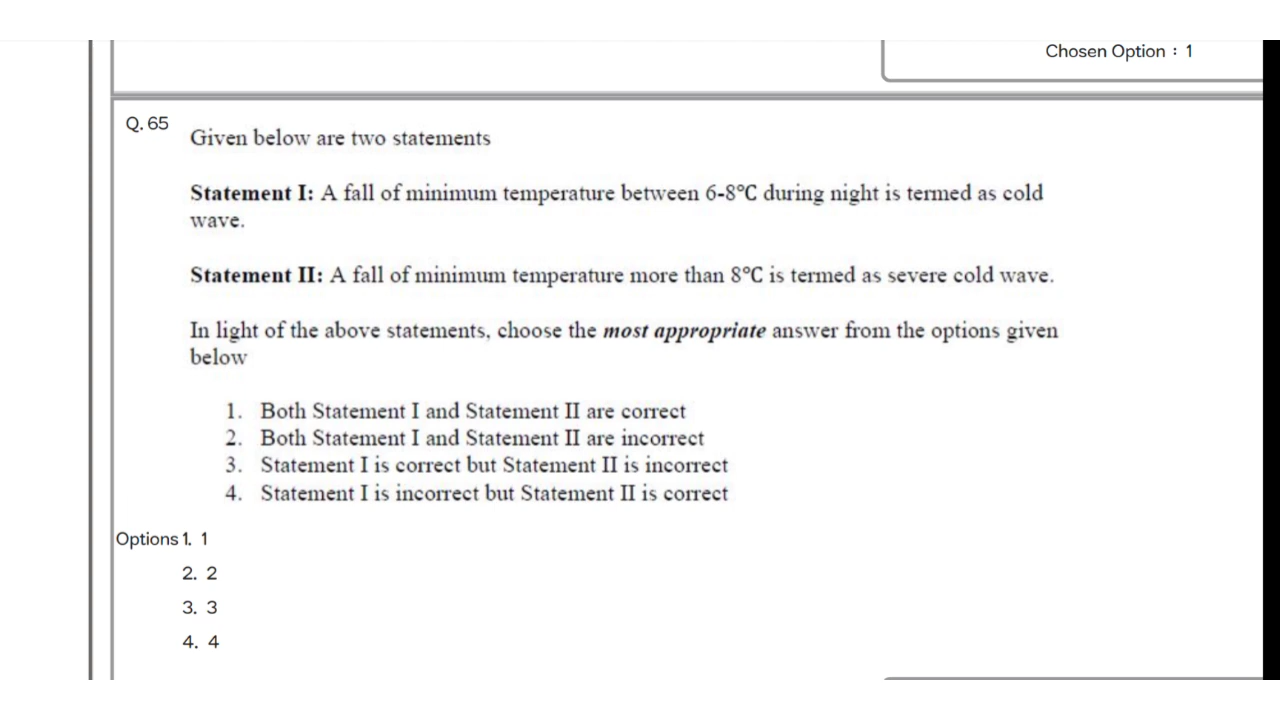 Chosen Option : 1
Q. 65
Given below are two statements
Statement I: A fall of minimum temperature between 6-8°C during night is termed as cold
wave.
Statement II: A fall of minimum temperature more than 8°C is termed as severe cold wave.
In light of the above statements, choose the most appropriate answer from the options given
below
1. Both Statement I and Statement II are correct
2. Both Statement I and Statement II are incorrect
3. Statement I is correct but Statement II is incorrect
4. Statement I is incorrect but Statement II is correct
Options 1. 1
2. 2
3. 3
4. 4